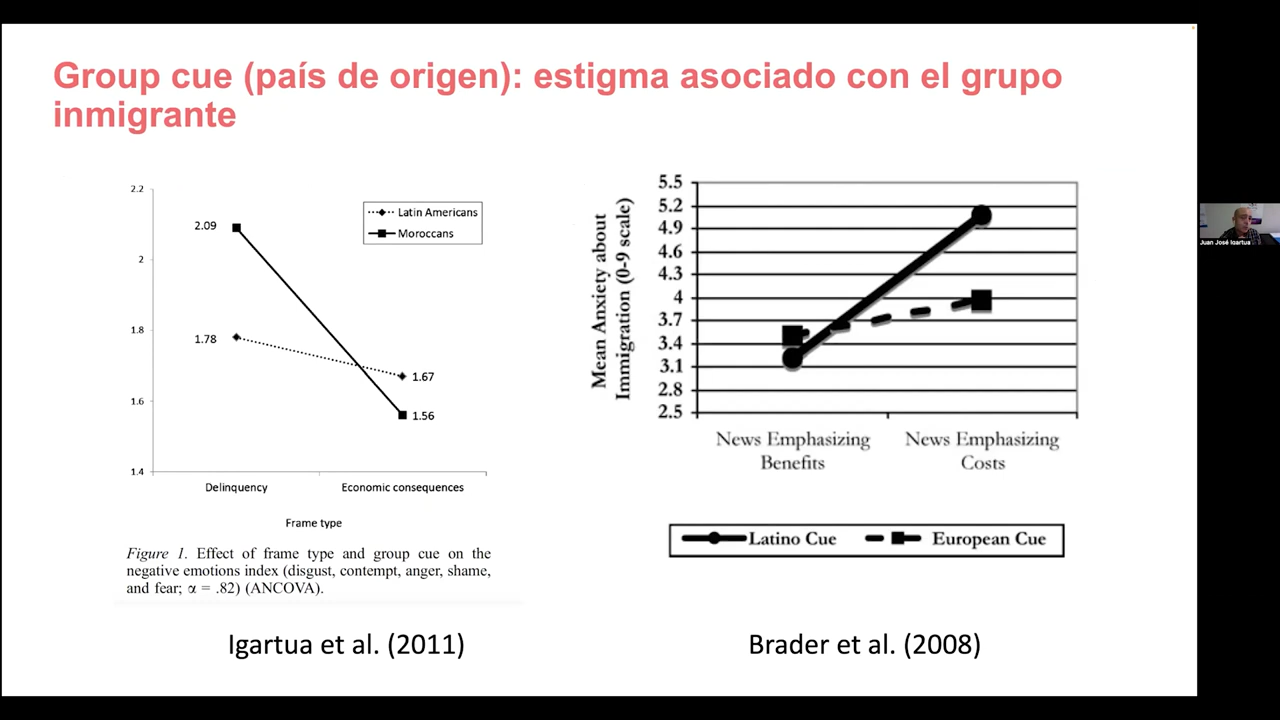 Group cue (país de origen): estigma asociado con el grupo
inmigrante
2.2
2
1.8
1.6
1.4
2.09
1.78
1.67
1.56
Latin Americans
Moroccans
Delinquency
Economic consequences
Frame type
Figure 1. Effect of frame type and group cue on the
negative emotions index (disgust, contempt, anger, shame,
and fear; α = .82) (ANCOVA).
Igartua et al. (2011)
Mean Anxiety about
Immigration (0-9 scale)
5.5
5.2
4.9
4.6
4.3
4
3.7
3.4
3.1
2.8
2.5
News Emphasizing
Benefits
News Emphasizing
Costs
Latino Cue
European Cue
Brader et al. (2008)
Juan José Igartua